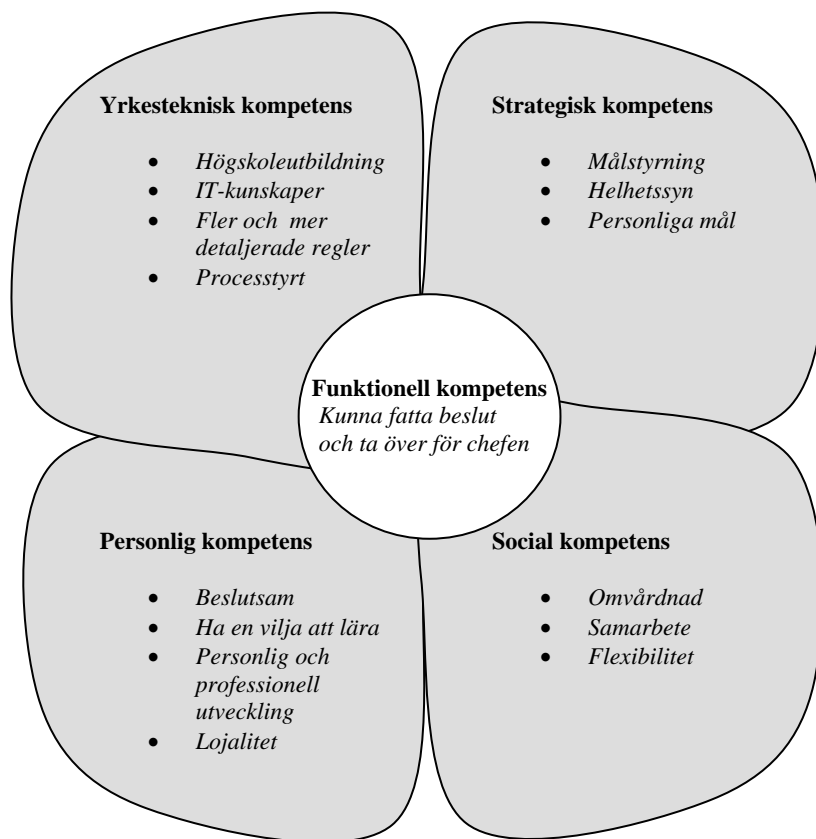 Yrkesteknisk kompetens
• Högskoleutbildning
• IT-kunskaper
• Fler och mer
detaljerade regler
• Processtyrt
Strategisk kompetens
• Målstyrning
• Helhetssyn
• Personliga mål
Funktionell kompetens
Kunna fatta beslut
och ta över för chefen
Personlig kompetens
• Beslutsam
• Ha en vilja att lära
• Personlig och
professionell
utveckling
• Lojalitet
Social kompetens
• Omvårdnad
• Samarbete
• Flexibilitet